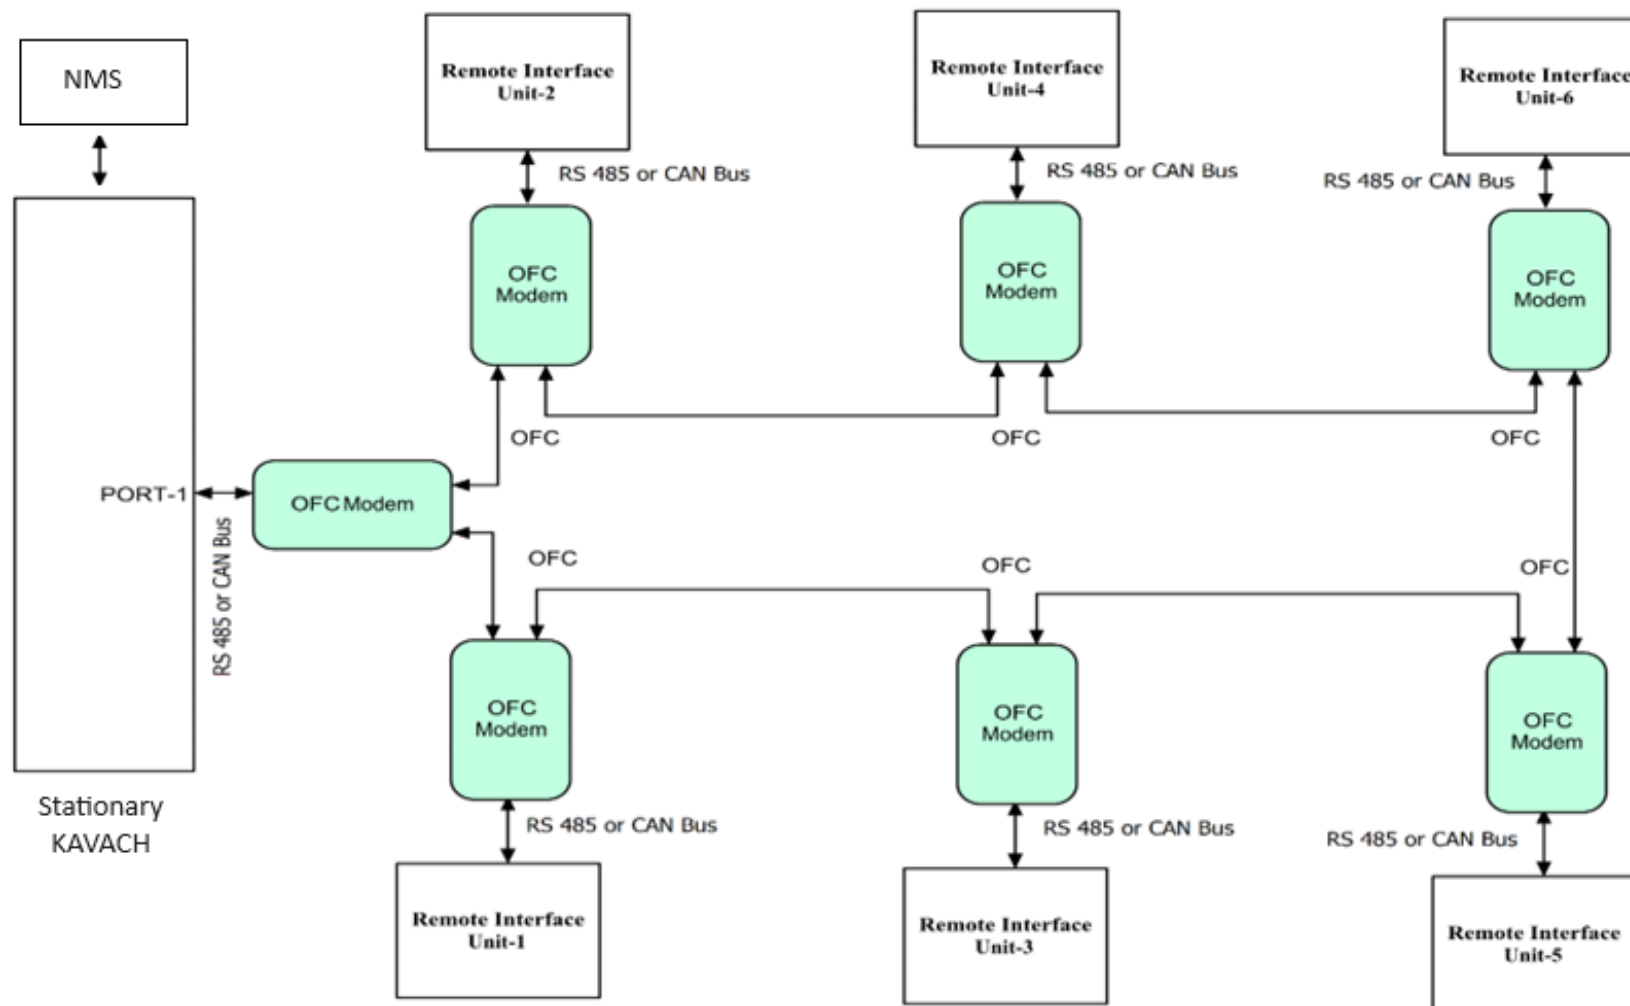 NMS
Remote Interface
Unit-2
Remote Interface
Unit-4
Remote Interface
Unit-6
RS 485 or CAN Bus
RS 485 or CAN Bus
RS 485 or CAN Bus
OFC
Modem
OFC
Modem
OFC
Modem
OFC
OFC
OFC
PORT-1
OFC Modem
RS 485 or CAN Bus
OFC
OFC
OFC
OFC
Modem
OFC
Modem
OFC
Modem
Stationary
KAVACH
RS 485 or CAN Bus
RS 485 or CAN Bus
RS 485 or CAN Bus
Remote Interface
Unit-1
Remote Interface
Unit-3
Remote Interface
Unit-5